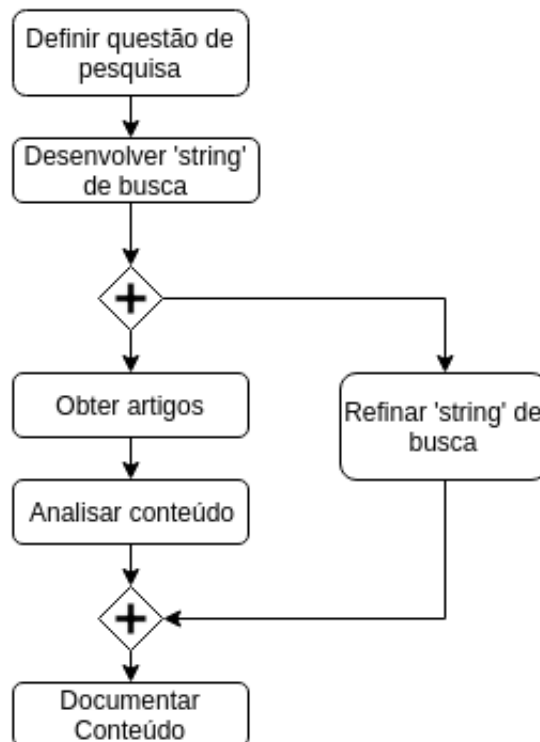 Definir questão de
pesquisa
Desenvolver 'string'
de busca
Obter artigos
Refinar 'string' de
busca
Analisar conteúdo
Documentar
Conteúdo